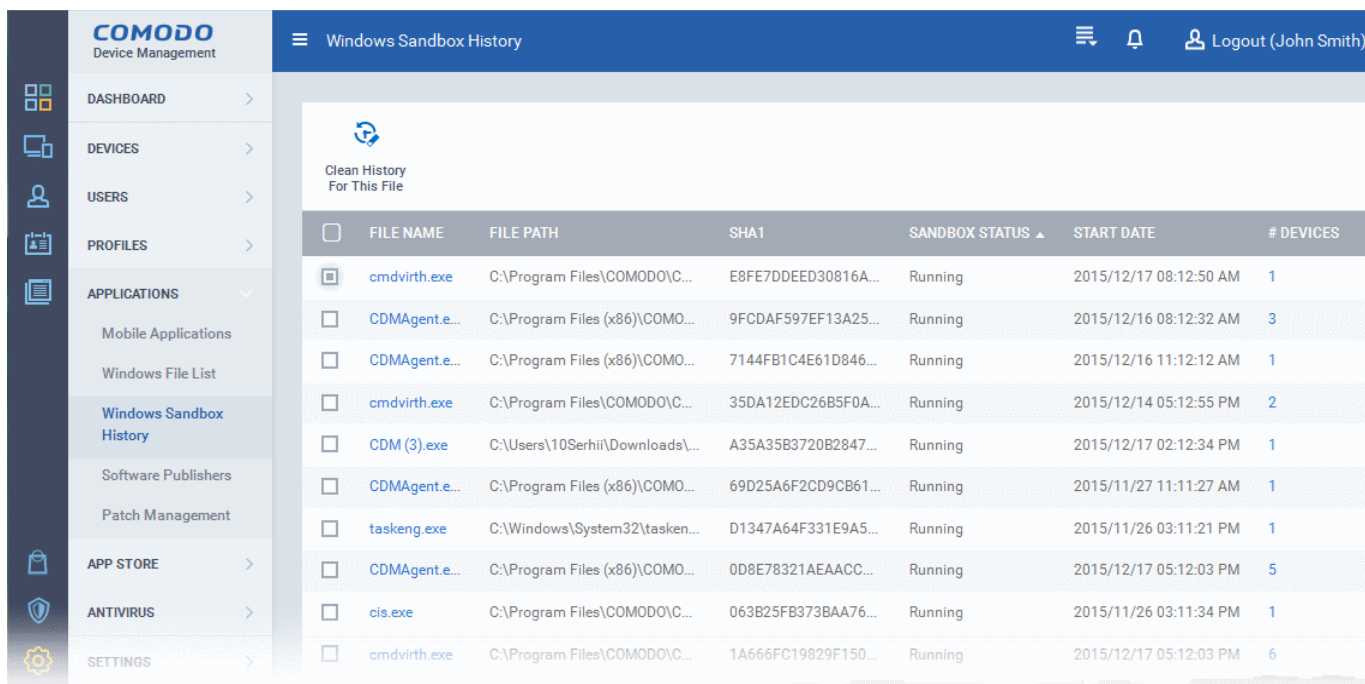 COMODO
Device Management
Windows Sandbox History
Logout (John Smith)
DASHBOARD
DEVICES
USERS
PROFILES
APPLICATIONS
Mobile Applications
Windows File List
Windows Sandbox
History
Software Publishers
Patch Management
APP STORE
ANTIVIRUS
SETTINGS
Clean History
For This File
FILE NAME FILE PATH SHA1 SANDBOX STATUS START DATE # DEVICES
cmdvirth.exe C:\Program Files\COMODO\C... E8FE7DDEED30816A... Running 2015/12/17 08:12:50 AM 1
CDMAgent.e... C:\Program Files (x86)\COMO... 9FCDAF597EF13A25... Running 2015/12/16 08:12:32 AM 3
CDMAgent.e... C:\Program Files (x86)\COMO... 7144FB1C4E61D846... Running 2015/12/16 11:12:12 AM 1
cmdvirth.exe C:\Program Files\COMODO\C... 35DA12EDC26B5F0A... Running 2015/12/14 05:12:55 PM 2
CDM (3).exe C:\Users\10Serhii\Downloads\... A35A35B3720B2847... Running 2015/12/17 02:12:34 PM 1
CDMAgent.e... C:\Program Files (x86)\COMO... 69D25A6F2CD9CB61... Running 2015/11/27 11:11:27 AM 1
taskeng.exe C:\Windows\System32\tasken... D1347A64F331E9A5... Running 2015/11/26 03:11:21 PM 1
CDMAgent.e... C:\Program Files (x86)\COMO... 0D8E78321AEAACC... Running 2015/12/17 05:12:03 PM 5
cis.exe C:\Program Files\COMODO\C... 063B25FB373BAA76... Running 2015/11/26 03:11:34 PM 1
cmdvirth.exe C:\Program Files\COMODO\C... 1A666FC19829F150... Running 2015/12/17 05:12:03 PM 6